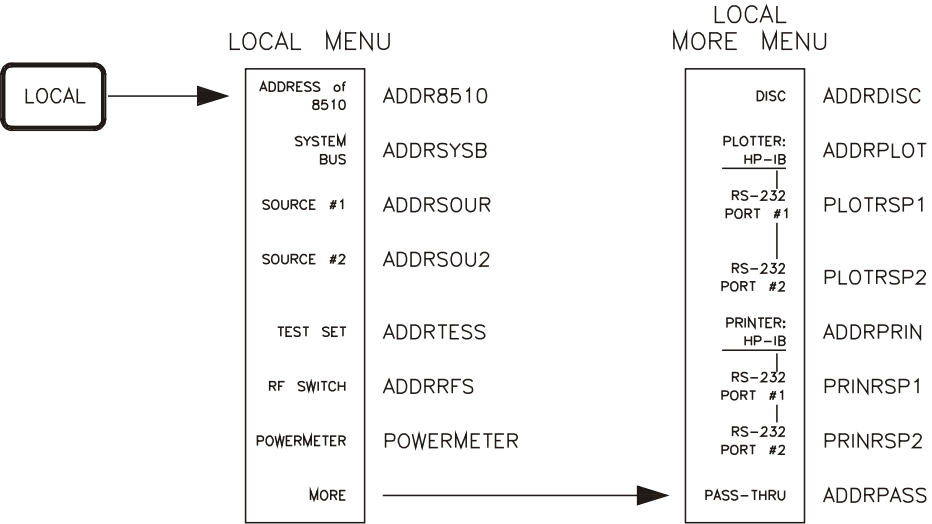 LOCAL
LOCAL MENU
ADDRESS of
8510
ADDR8510
SYSTEM
BUS
ADDRSYSB
SOURCE #1
ADDRSOUR
SOURCE #2
ADDRSOU2
TEST SET
ADDRTESS
RF SWITCH
ADDRRFS
POWERMETER
POWERMETER
MORE
LOCAL
MORE MENU
DISC
ADDRDISC
PLOTTER:
HP-IB
ADDRPLOT
RS-232
PORT #1
PLOTRSP1
RS-232
PORT #2
PLOTRSP2
PRINTER:
HP-IB
ADDRPRIN
RS-232
PORT #1
PRINRSP1
RS-232
PORT #2
PRINRSP2
PASS-THRU
ADDRPASS